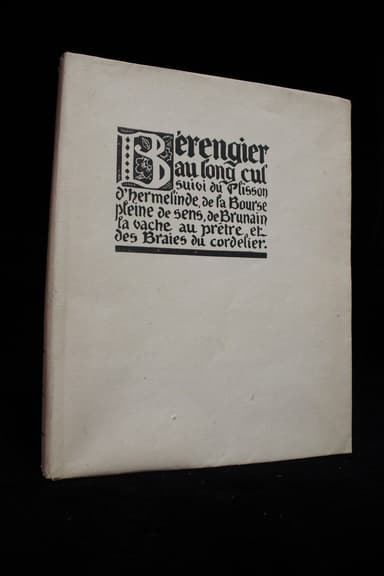 Bérengier
au long cul
suivi du Plisson
d'hermelinde, de la Bourse
pleine de sens, de Brunain
la vache au prêtre et
des Braies du cordelier.